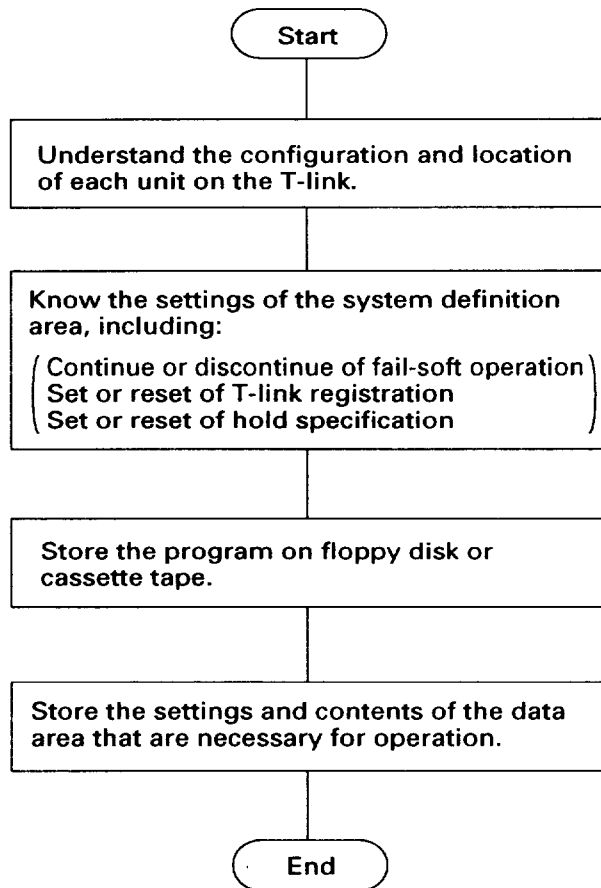 Start
Understand the configuration and location
of each unit on the T-link.
Know the settings of the system definition
area, including:
( Continue or discontinue of fail-soft operation )
( Set or reset of T-link registration )
( Set or reset of hold specification )
Store the program on floppy disk or
cassette tape.
Store the settings and contents of the data
area that are necessary for operation.
End